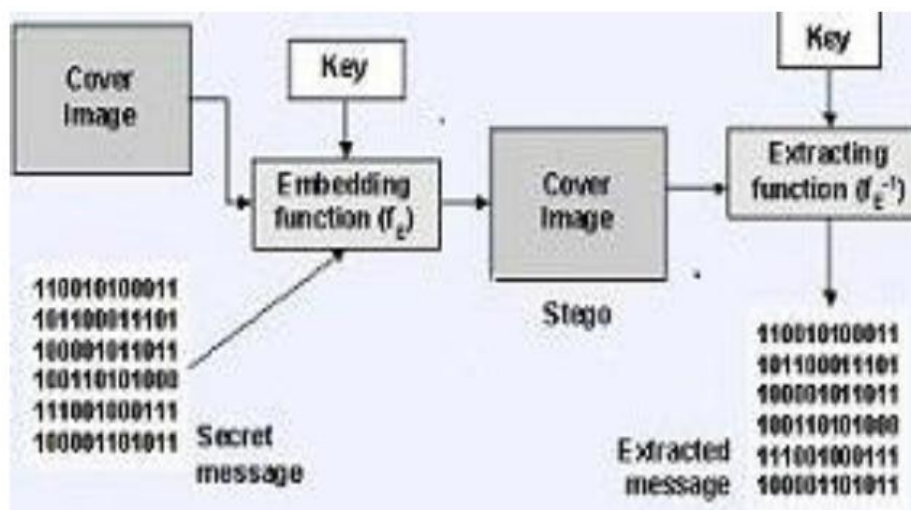 Cover
Image
Key
Embedding
function (fE)
110010100011
101100011101
100001011011
100110101000
111001000111
100001101011
Secret
message
Cover
Image
Stego
Key
Extracting
function (fE-1)
110010100011
101100011101
100001011011
100110101000
111001000111
100001101011
Extracted
message